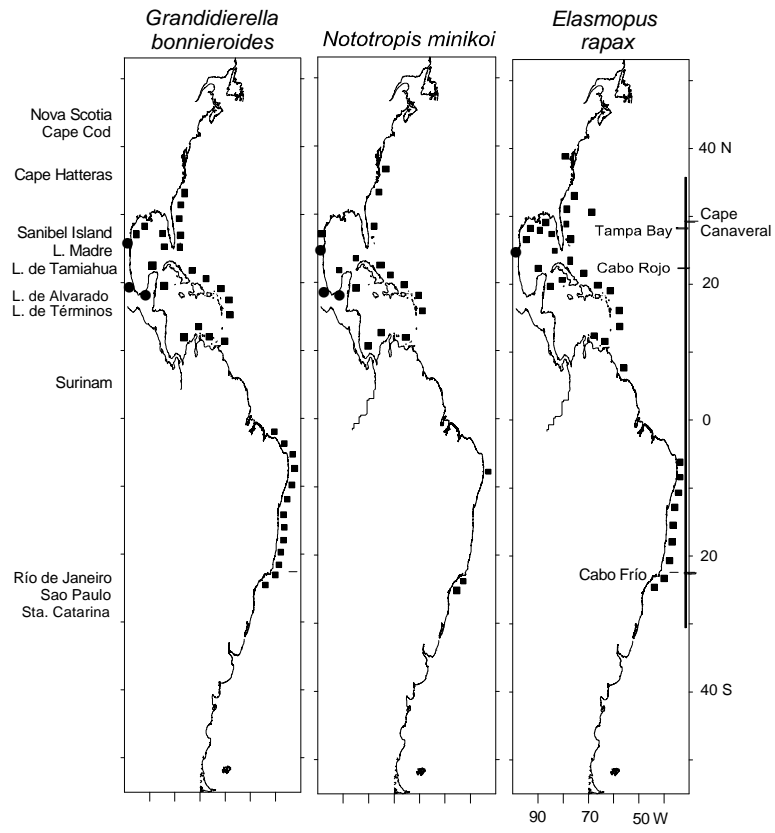 Grandidierella
bonnieroides
Nototropis minikoi
Elasmopus
rapax
Nova Scotia
Cape Cod
Cape Hatteras
Sanibel Island
L. Madre
L. de Tamiahua
L. de Alvarado
L. de Términos
Surinam
Río de Janeiro
Sao Paulo
Sta. Catarina
Tampa Bay
Cabo Rojo
Cabo Frío
40 N
Cape
Canaveral
20
0
20
40 S
90 70 50 W